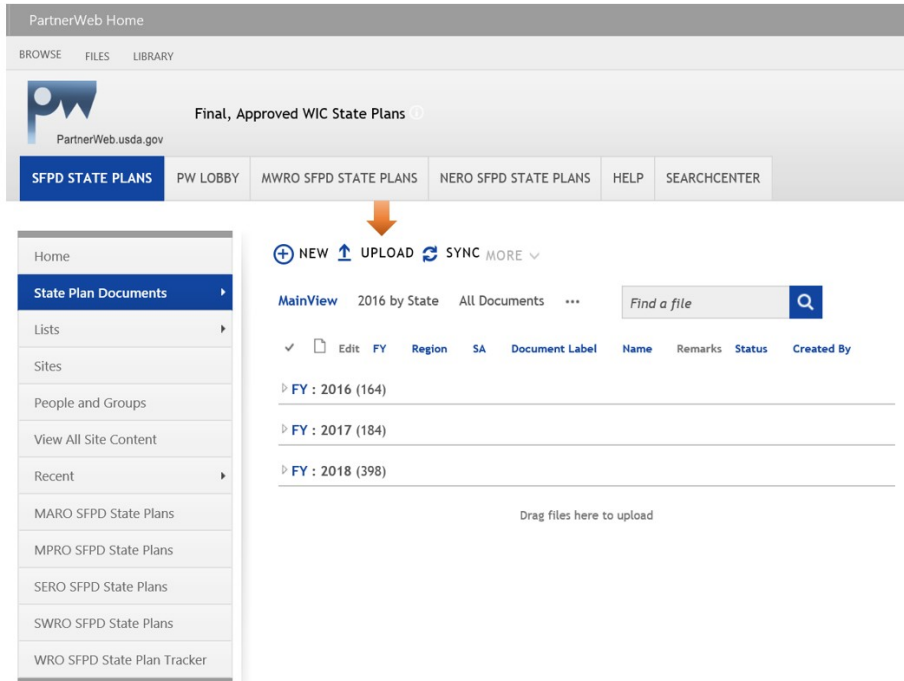 PartnerWeb Home
BROWSE FILES LIBRARY
pw
PartnerWeb.usda.gov
Final, Approved WIC State Plans
SFPD STATE PLANS PW LOBBY MWRO SFPD STATE PLANS NERO SFPD STATE PLANS HELP SEARCHCENTER
Home
State Plan Documents
Lists
Sites
People and Groups
View All Site Content
Recent
MARO SFPD State Plans
MPRO SFPD State Plans
SERO SFPD State Plans
SWRO SFPD State Plans
WRO SFPD State Plan Tracker
NEW UPLOAD SYNC MORE
MainView 2016 by State All Documents ••• Find a file
Edit FY Region SA Document Label Name Remarks Status Created By
FY : 2016 (164)
FY : 2017 (184)
FY : 2018 (398)
Drag files here to upload